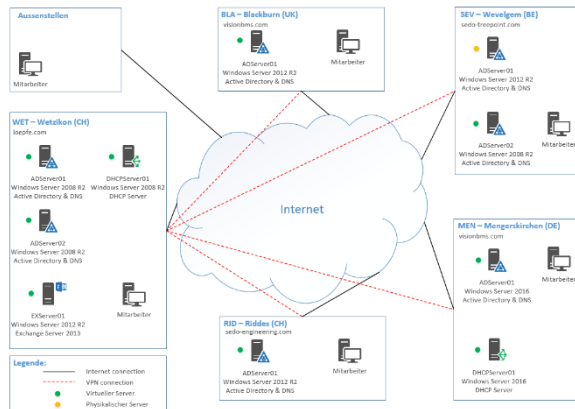 Aussenstellen
Mitarbeiter
BLA – Blackburn (UK)
visionbms.com
ADServer01
Windows Server 2012 R2
Active Directory & DNS
Mitarbeiter
SEV – Wevelgem (BE)
sedo-treepoint.com
ADServer01
Windows Server 2012 R2
Active Directory & DNS
ADServer02
Windows Server 2008 R2
Active Directory & DNS
Mitarbeiter
WET – Wetzikon (CH)
loepfe.com
ADServer01
Windows Server 2008 R2
Active Directory & DNS
DHCPServer01
Windows Server 2008 R2
DHCP Server
ADServer02
Windows Server 2008 R2
Active Directory & DNS
EXServer01
Windows Server 2012 R2
Exchange Server 2013
Mitarbeiter
Internet
MEN – Mengerskirchen (DE)
visionbms.com
ADServer01
Windows Server 2016
Active Directory & DNS
Mitarbeiter
DHCPServer01
Windows Server 2016
DHCP Server
RID – Riddes (CH)
sedo-engineering.com
ADServer01
Windows Server 2012 R2
Active Directory & DNS
Mitarbeiter
Legende:
Internet connection
VPN connection
Virtueller Server
Physikalischer Server